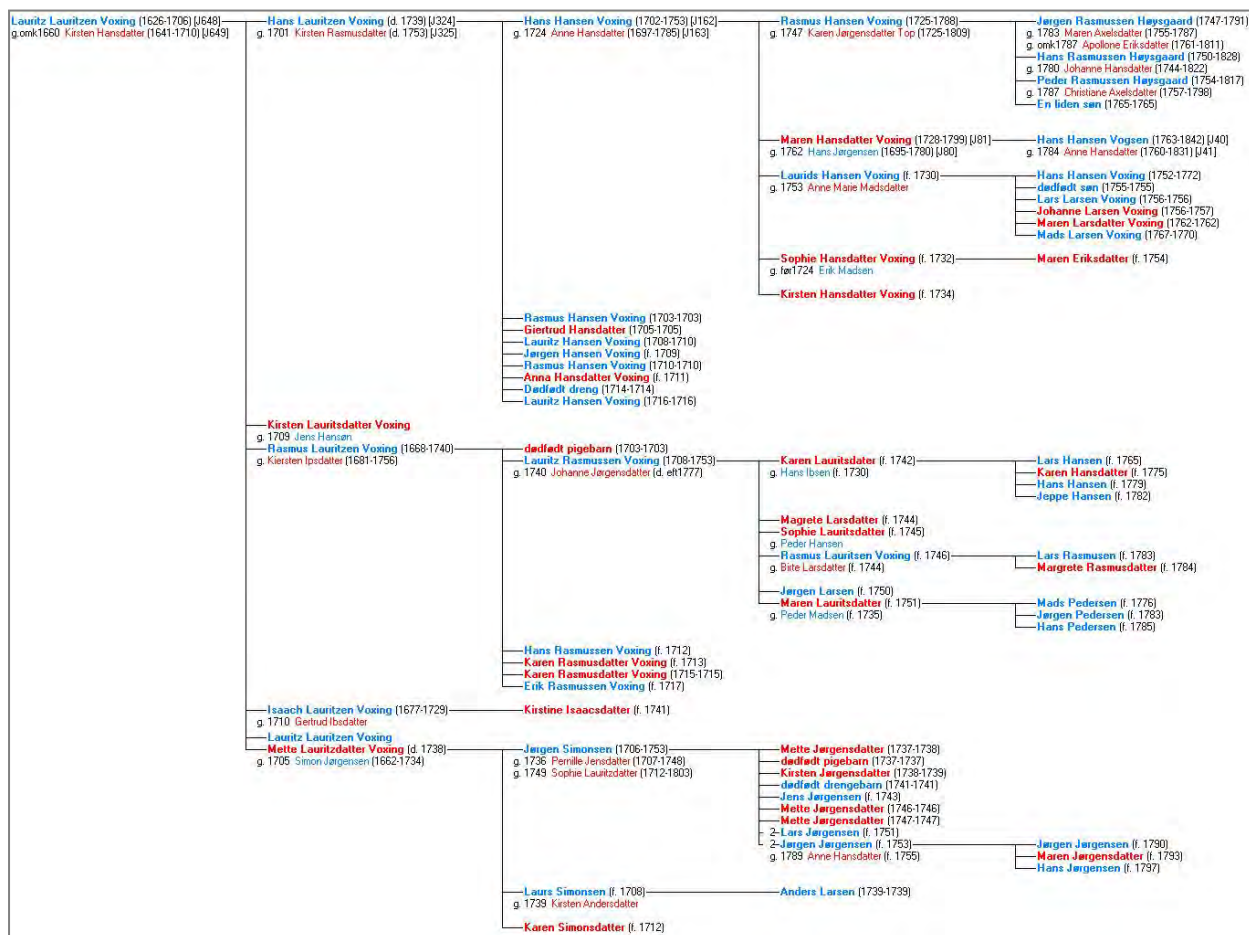 Lauritz Lauritzen Voxing (1626-1706) [J648]
g.omk1660 Kirsten Hansdatter (1641-1710) [J649]
Hans Lauritzen Voxing (d. 1739) [J324]
g. 1701 Kirsten Rasmusdatter (d. 1753) [J325]
Hans Hansen Voxing (1702-1753) [J162]
g. 1724 Anne Hansdatter (1697-1785) [J163]
Rasmus Hansen Voxing (1725-1788)
g. 1747 Karen Jørgensdatter Top (1725-1809)
Jørgen Rasmussen Høysgaard (1747-1791)
g. 1783 Maren Axelsdatter (1755-1787)
g. omk1787 Apollone Eriksdatter (1761-1811)
Hans Rasmussen Høysgaard (1750-1828)
g. 1780 Johanne Hansdatter (1744-1822)
Peder Rasmussen Høysgaard (1754-1817)
g. 1787 Christiane Axelsdatter (1757-1798)
En liden søn (1765-1765)
Maren Hansdatter Voxing (1728-1799) [J81]
g. 1762 Hans Jørgensen (1695-1780) [J80]
Hans Hansen Vogsen (1763-1842) [J40]
g. 1784 Anne Hansdatter (1760-1831) [J41]
Laurids Hansen Voxing (f. 1730)
g. 1753 Anne Marie Madsdatter
Hans Hansen Voxing (1752-1772)
dødfødt søn (1755-1755)
Lars Larsen Voxing (1756-1756)
Johanne Larsen Voxing (1756-1757)
Maren Larsdatter Voxing (1762-1762)
Mads Larsen Voxing (1767-1770)
Sophie Hansdatter Voxing (f. 1732)
g. før1724 Erik Madsen
Maren Eriksdatter (f. 1754)
Kirsten Hansdatter Voxing (f. 1734)
Rasmus Hansen Voxing (1703-1703)
Giertrud Hansdatter (1705-1705)
Lauritz Hansen Voxing (1708-1710)
Jørgen Hansen Voxing (f. 1709)
Rasmus Hansen Voxing (1710-1710)
Anna Hansdatter Voxing (f. 1711)
Dødfødt dreng (1714-1714)
Lauritz Hansen Voxing (1716-1716)
Kirsten Lauritsdatter Voxing
g. 1709 Jens Hansøn
Rasmus Lauritzen Voxing (1668-1740)
g. Kiersten Ipsdatter (1681-1756)
dødfødt pigebarn (1703-1703)
Lauritz Rasmussen Voxing (1708-1753)
g. 1740 Johanne Jørgensdatter (d. eft1777)
Karen Lauritsdater (f. 1742)
g. Hans Ibsen (f. 1730)
Lars Hansen (f. 1765)
Karen Hansdatter (f. 1775)
Hans Hansen (f. 1779)
Jeppe Hansen (f. 1782)
Magrete Larsdatter (f. 1744)
Sophie Lauritsdatter (f. 1745)
g. Peder Hansen
Rasmus Lauritsen Voxing (f. 1746)
g. Birte Larsdatter (f. 1744)
Lars Rasmusen (f. 1783)
Margrete Rasmusdatter (f. 1784)
Jørgen Larsen (f. 1750)
Maren Lauritsdatter (f. 1751)
g. Peder Madsen (f. 1735)
Mads Pedersen (f. 1776)
Jørgen Pedersen (f. 1783)
Hans Pedersen (f. 1785)
Hans Rasmussen Voxing (f. 1712)
Karen Rasmusdatter Voxing (f. 1713)
Karen Rasmusdatter Voxing (1715-1715)
Erik Rasmussen Voxing (f. 1717)
Isaach Lauritzen Voxing (1677-1729)
g. 1710 Gertrud Ibsdatter
Kirstine Isaacsdatter (f. 1741)
Lauritz Lauritzen Voxing
Mette Lauritzdatter Voxing (d. 1738)
g. 1705 Simon Jørgensen (1662-1734)
Jørgen Simonsen (1706-1753)
g. 1736 Pernille Jensdatter (1707-1748)
g. 1749 Sophie Lauritzdatter (1712-1803)
Mette Jørgensdatter (1737-1738)
dødfødt pigebarn (1737-1737)
Kirsten Jørgensdatter (1738-1739)
dødfødt drengebarn (1741-1741)
Jens Jørgensen (f. 1743)
Mette Jørgensdatter (1746-1746)
Mette Jørgensdatter (1747-1747)
2 Lars Jørgensen (f. 1751)
2 Jørgen Jørgensen (f. 1753)
g. 1789 Anne Hansdatter (f. 1755)
Jørgen Jørgensen (f. 1790)
Maren Jørgensdatter (f. 1793)
Hans Jørgensen (f. 1797)
Laurs Simonsen (f. 1708)
g. 1739 Kirsten Andersdatter
Anders Larsen (1739-1739)
Karen Simonsdatter (f. 1712)